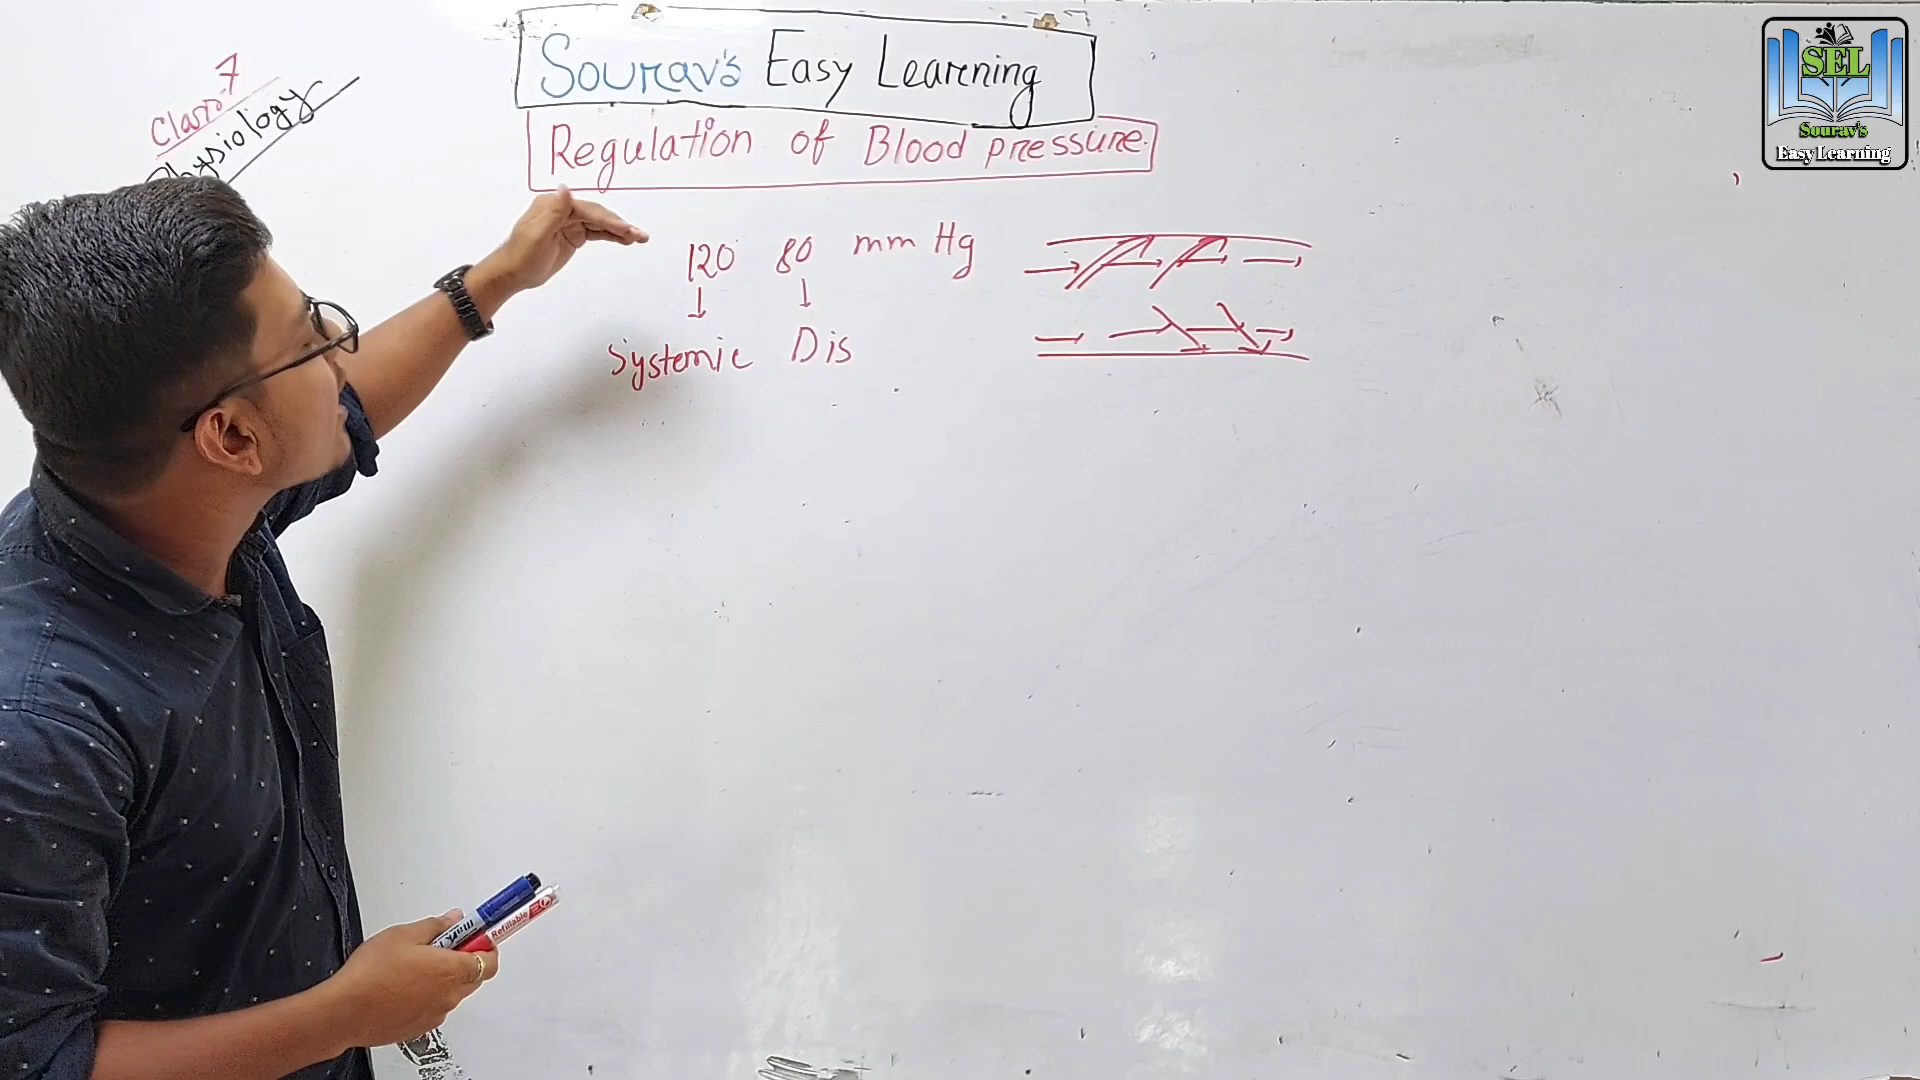 Sourav's Easy Learning
Class-7
Physiology
Regulation of Blood pressure.
120 80 mm Hg
Systemic Dis
SEL
Sourav's
Easy Learning
Refillable